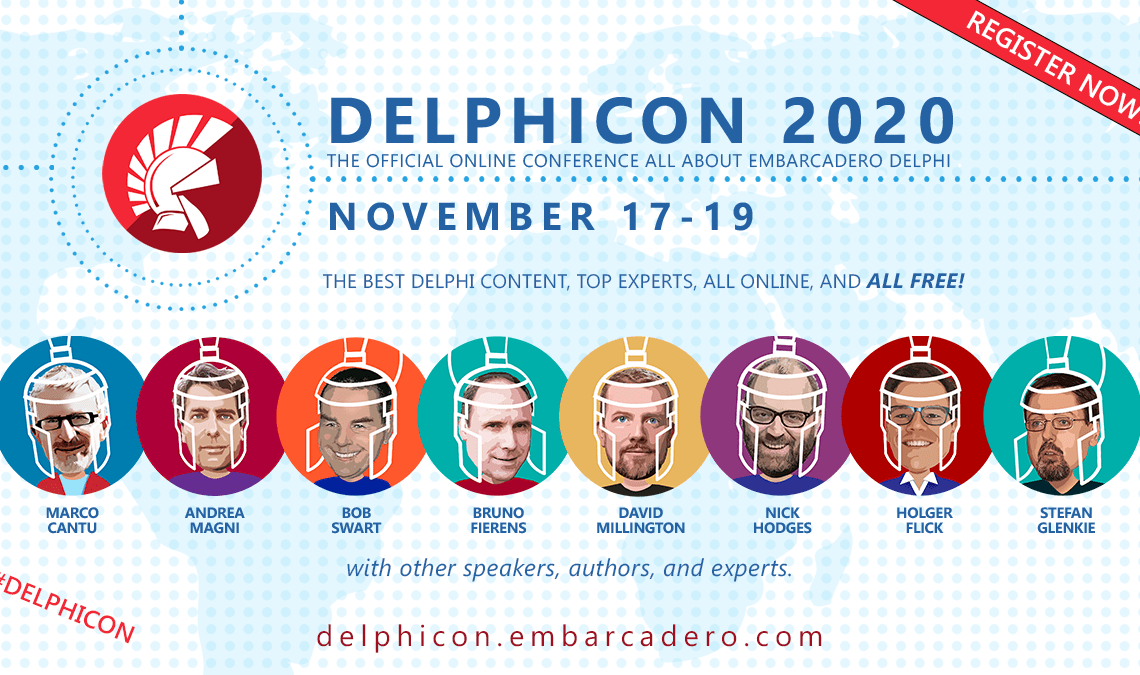 REGISTER NOW!
DELPHICON 2020
THE OFFICIAL ONLINE CONFERENCE ALL ABOUT EMBARCADERO DELPHI
NOVEMBER 17-19
THE BEST DELPHI CONTENT, TOP EXPERTS, ALL ONLINE, AND ALL FREE!
MARCO
CANTU
ANDREA
MAGNI
BOB
SWART
BRUNO
FIERENS
DAVID
MILLINGTON
NICK
HODGES
HOLGER
FLICK
STEFAN
GLENKIE
with other speakers, authors, and experts.
#DELPHICON
delphicon.embarcadero.com